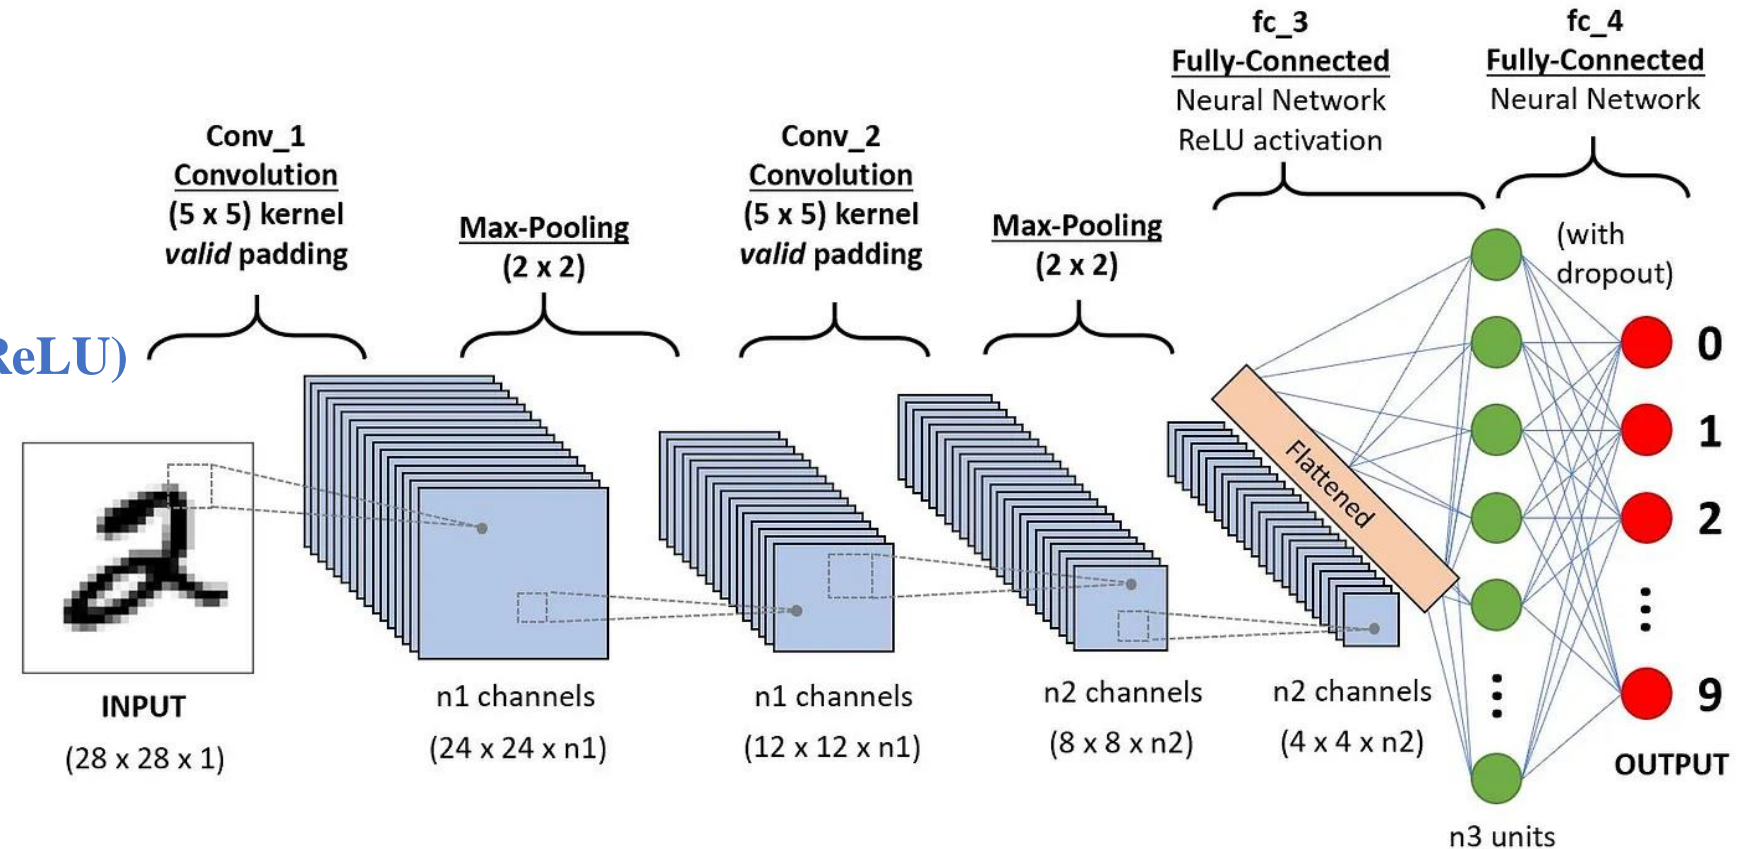 fc_3
Fully-Connected
Neural Network
ReLU activation
fc_4
Fully-Connected
Neural Network
Conv_1
Convolution
(5 x 5) kernel
valid padding
Max-Pooling
(2 x 2)
Conv_2
Convolution
(5 x 5) kernel
valid padding
Max-Pooling
(2 x 2)
(with
dropout)
ReLU)
Flattened
0
1
2
9
INPUT
(28 x 28 x 1)
n1 channels
(24 x 24 x n1)
n1 channels
(12 x 12 x n1)
n2 channels
(8 x 8 x n2)
n2 channels
(4 x 4 x n2)
OUTPUT
n3 units